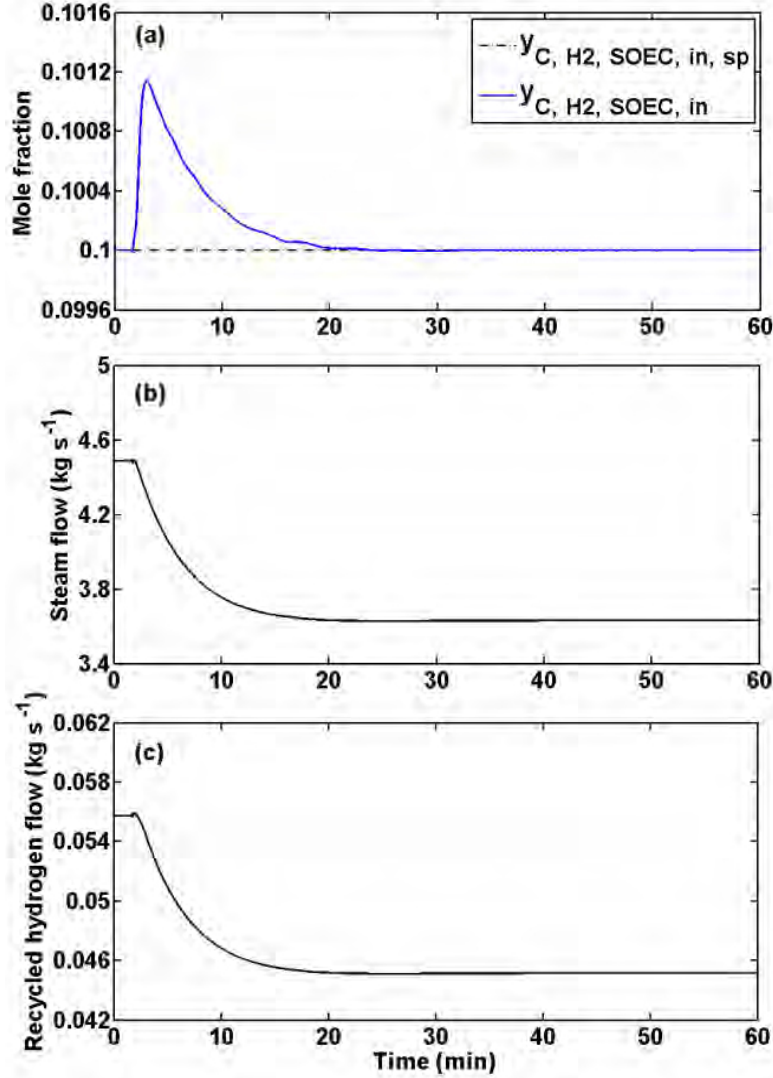 0.1016
(a)
y C, H2, SOEC, in, sp
y C, H2, SOEC, in
0.1012
0.1008
0.1004
0.1
0.0996
Mole fraction
0 10 20 30 40 50 60
5
(b)
4.6
4.2
3.8
3.4
Steam flow (kg s-1)
0 10 20 30 40 50 60
0.062
(c)
0.058
0.054
0.05
0.046
0.042
Recycled hydrogen flow (kg s-1)
0 10 20 30 40 50 60
Time (min)